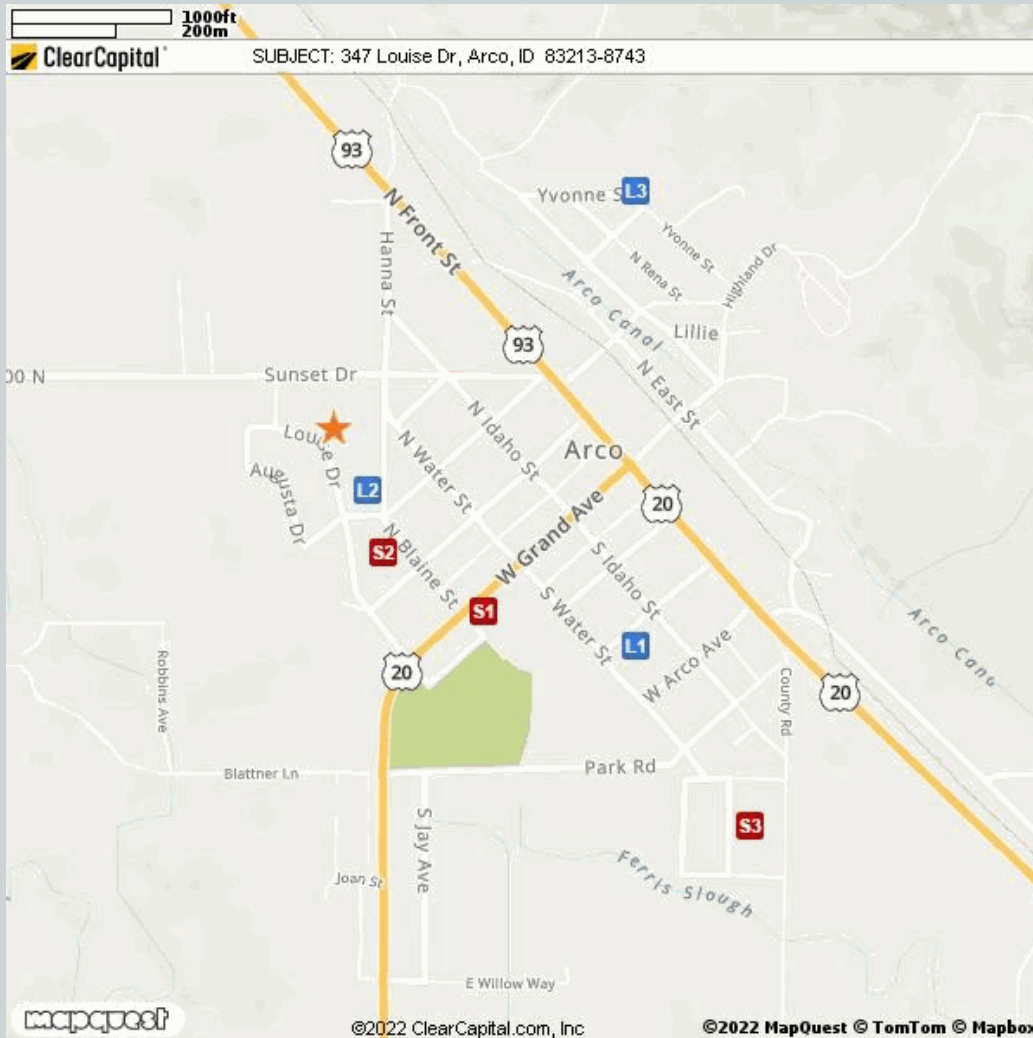 1000ft
200m
ClearCapital
SUBJECT: 347 Louise Dr, Arco, ID 83213-8743
93
N Front St
Hanna St
Yvonne S
L3
Yvonne St
N Rena St
Highland Dr
Arco Canal
Lillie
93
00 N
Sunset Dr
N East St
Louise Dr
Augusta Dr
L2
N Water St
N Idaho St
Arco
20
W Grand Ave
S2
N Blaine St
S1
S Idaho St
S Water St
L1
W Arco Ave
Arco Cana
Robbins Ave
20
County Rd
20
Blattner Ln
Park Rd
S Jay Ave
S3
Joan St
Ferris Slough
E Willow Way
mapquest
©2022 ClearCapital.com, Inc
©2022 MapQuest © TomTom © Mapbox